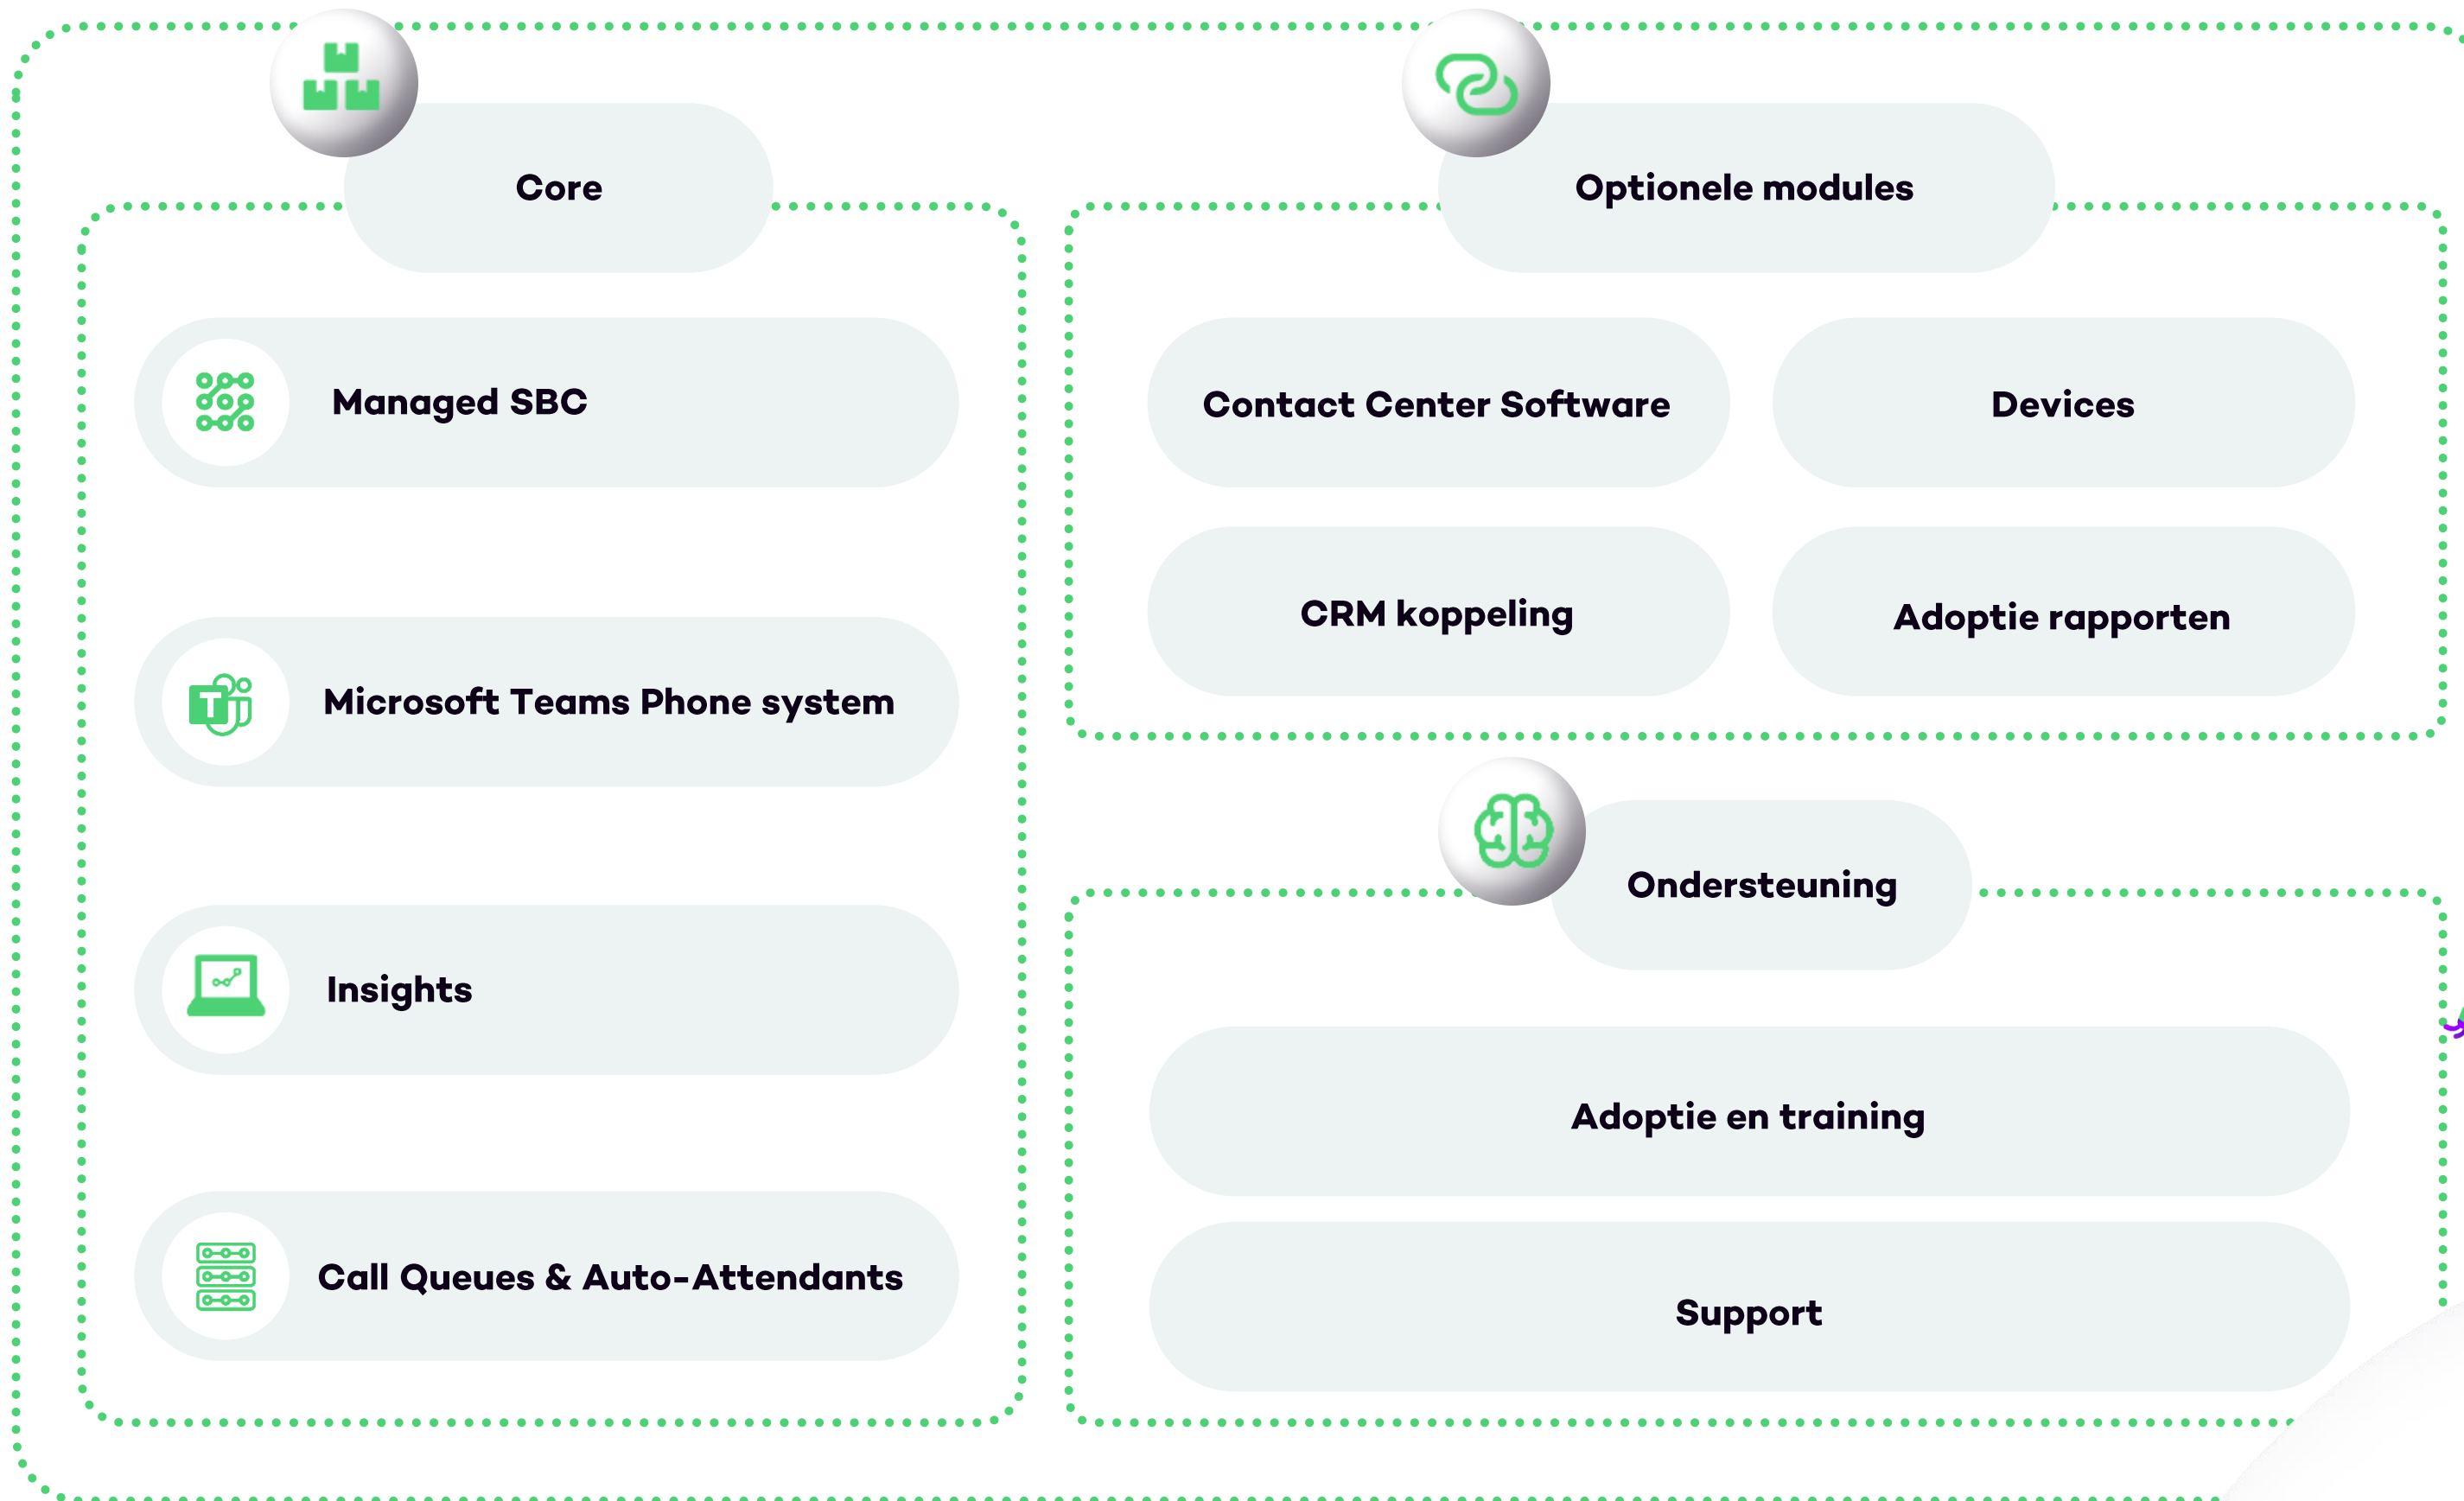 Core
Managed SBC
Microsoft Teams Phone system
Insights
Call Queues & Auto-Attendants
Optionele modules
Contact Center Software
Devices
CRM koppeling
Adoptie rapporten
Ondersteuning
Adoptie en training
Support